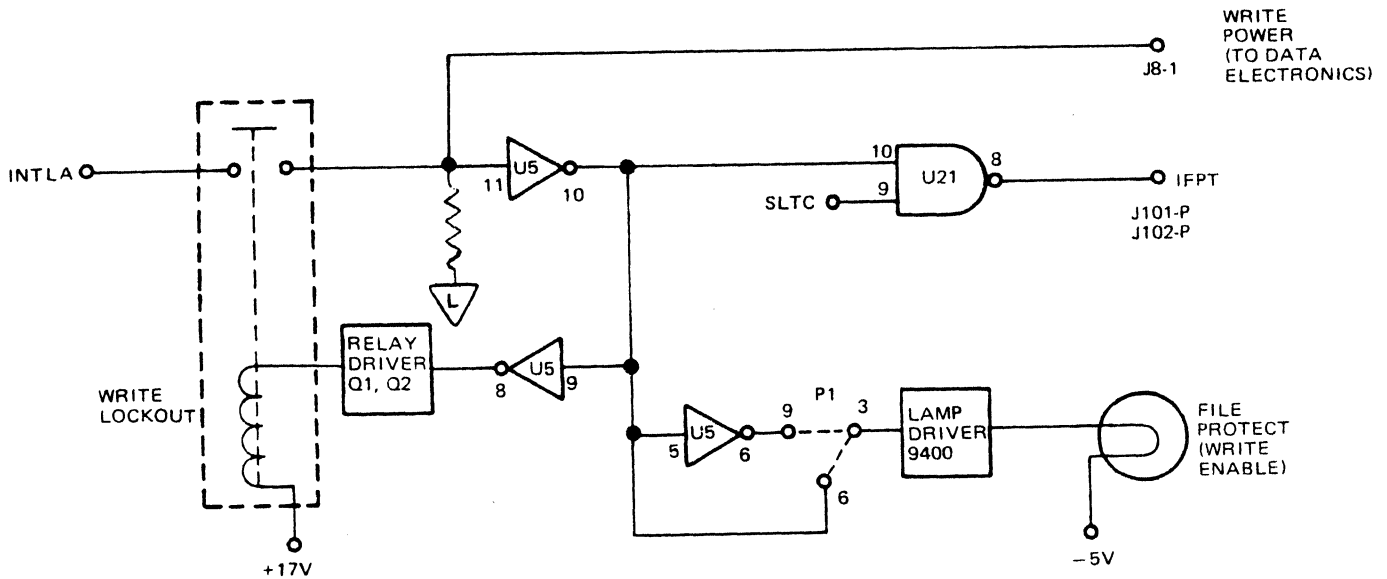 WRITE
POWER
(TO DATA
ELECTRONICS)
J8-1
INTLA
U5
11
10
10
9
U21
8
IFPT
SLTC
J101-P
J102-P
L
RELAY
DRIVER
Q1, Q2
U5
8
9
WRITE
LOCKOUT
+17V
P1
U5
5
6
9
3
6
LAMP
DRIVER
9400
FILE
PROTECT
(WRITE
ENABLE)
−5V